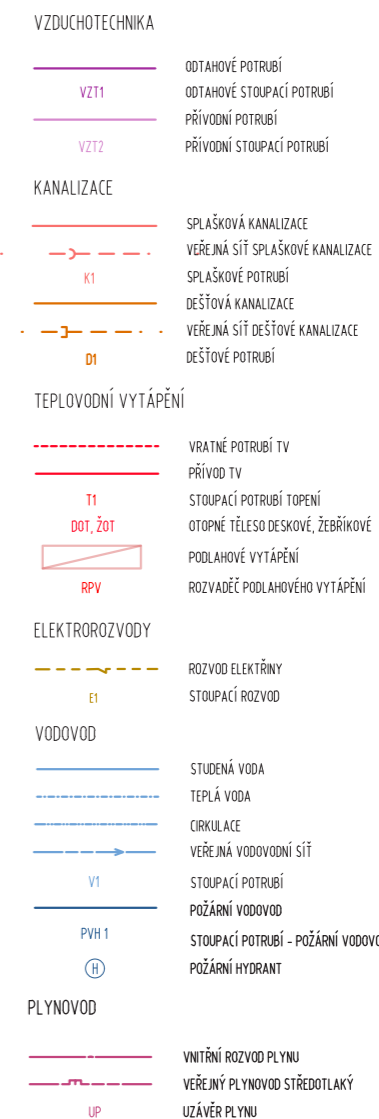 VZDUCHOTECHNIKA
ODTAHOVÉ POTRUBÍ
VZT1 ODTAHOVÉ STOUPACÍ POTRUBÍ
PŘÍVODNÍ POTRUBÍ
VZT2 PŘÍVODNÍ STOUPACÍ POTRUBÍ
KANALIZACE
SPLAŠKOVÁ KANALIZACE
VEŘEJNÁ SÍŤ SPLAŠKOVÉ KANALIZACE
K1 SPLAŠKOVÉ POTRUBÍ
DEŠŤOVÁ KANALIZACE
VEŘEJNÁ SÍŤ DEŠŤOVÉ KANALIZACE
D1 DEŠŤOVÉ POTRUBÍ
TEPLOVODNÍ VYTÁPĚNÍ
VRATNÉ POTRUBÍ TV
PŘÍVOD TV
T1 STOUPACÍ POTRUBÍ TOPENÍ
DOT, ŽOT OTOPNÉ TĚLESO DESKOVÉ, ŽEBŘÍKOVÉ
PODLAHOVÉ VYTÁPĚNÍ
RPV ROZVADĚČ PODLAHOVÉHO VYTÁPĚNÍ
ELEKTROROZVODY
ROZVOD ELEKTŘINY
E1 STOUPACÍ ROZVOD
VODOVOD
STUDENÁ VODA
TEPLÁ VODA
CIRKULACE
VEŘEJNÁ VODOVODNÍ SÍŤ
V1 STOUPACÍ POTRUBÍ
POŽÁRNÍ VODOVOD
PVH 1 STOUPACÍ POTRUBÍ - POŽÁRNÍ VODOVO
H POŽÁRNÍ HYDRANT
PLYNOVOD
VNITŘNÍ ROZVOD PLYNU
VEŘEJNÝ PLYNOVOD STŘEDOTLAKÝ
UP UZÁVĚR PLYNU